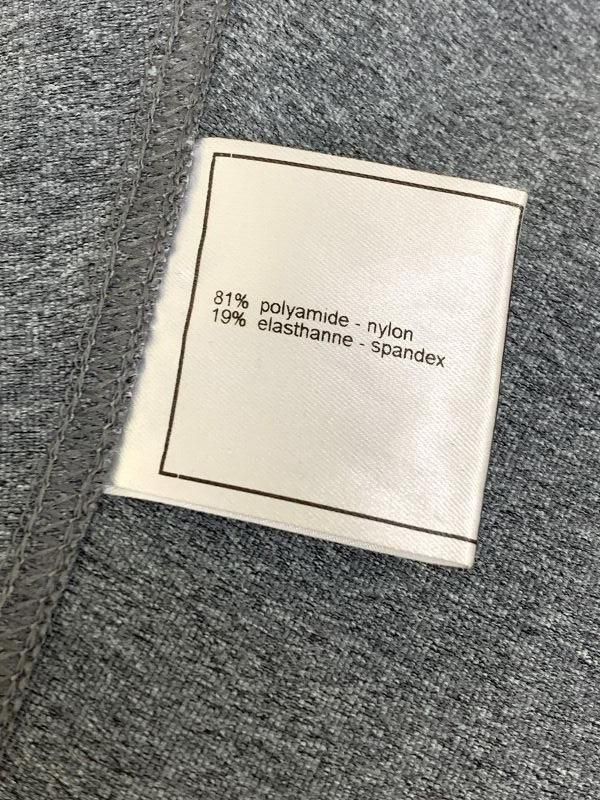 81% polyamide - nylon
19% elasthanne - spandex